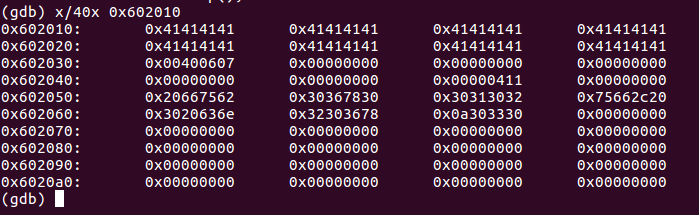 (gdb) x/40x 0x602010
0x602010: 0x41414141 0x41414141 0x41414141 0x41414141
0x602020: 0x41414141 0x41414141 0x41414141 0x41414141
0x602030: 0x00400607 0x00000000 0x00000000 0x00000000
0x602040: 0x00000000 0x00000000 0x00000411 0x00000000
0x602050: 0x20667562 0x30367830 0x30313032 0x75662c20
0x602060: 0x3020636e 0x32303678 0x0a303330 0x00000000
0x602070: 0x00000000 0x00000000 0x00000000 0x00000000
0x602080: 0x00000000 0x00000000 0x00000000 0x00000000
0x602090: 0x00000000 0x00000000 0x00000000 0x00000000
0x6020a0: 0x00000000 0x00000000 0x00000000 0x00000000
(gdb)